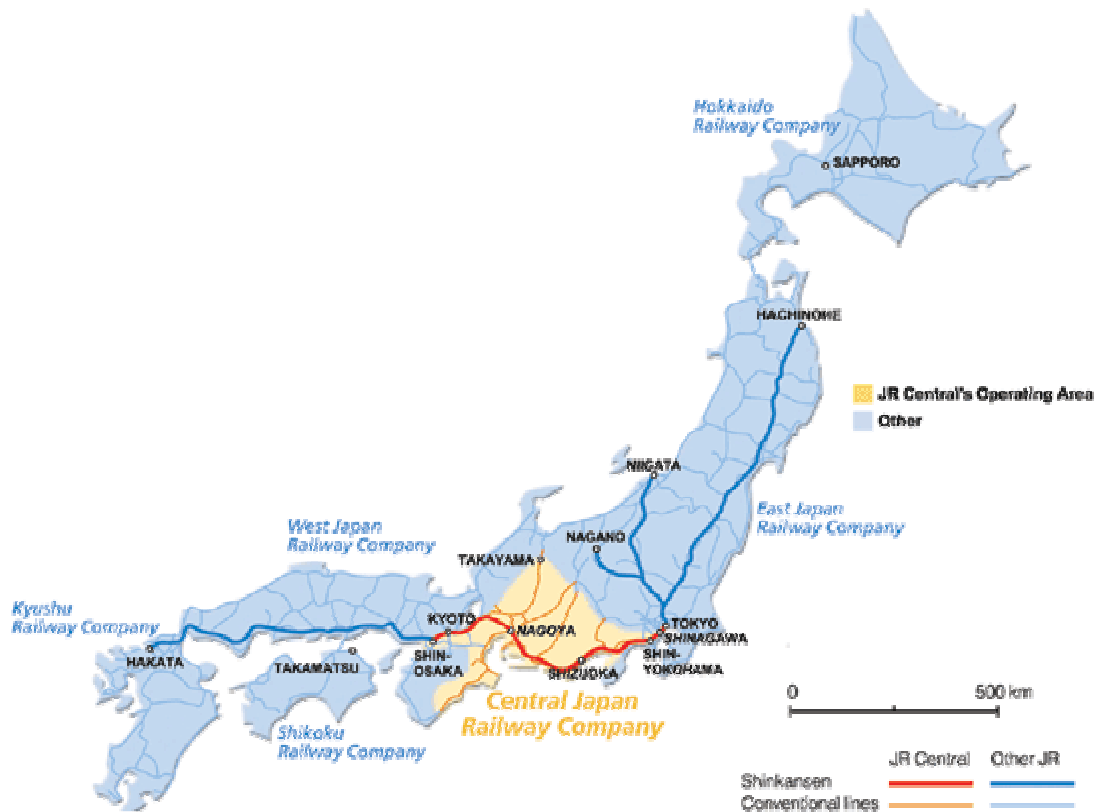 Hokkaido
Railway Company
SAPPORO
HACHINOHE
JR Central's Operating Area
Other
NIIGATA
East Japan
Railway Company
NAGANO
West Japan
Railway Company
TAKAYAMA
Kyushu
Railway Company
KYOTO
NAGOYA
TOKYO
SHINAGAWA
HAKATA
TAKAMATSU
SHIN-
OSAKA
SHIZUOKA
SHIN-
YOKOHAMA
Central Japan
Railway Company
Shikoku
Railway Company
0 500 km
JR Central Other JR
Shinkansen
Conventional lines